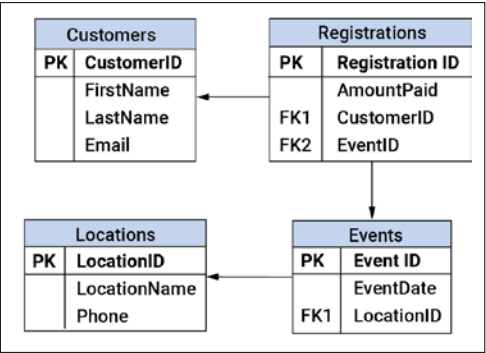 Customers
PK CustomerID
FirstName
LastName
Email
Registrations
PK Registration ID
AmountPaid
FK1 CustomerID
FK2 EventID
Locations
PK LocationID
LocationName
Phone
Events
PK Event ID
EventDate
FK1 LocationID